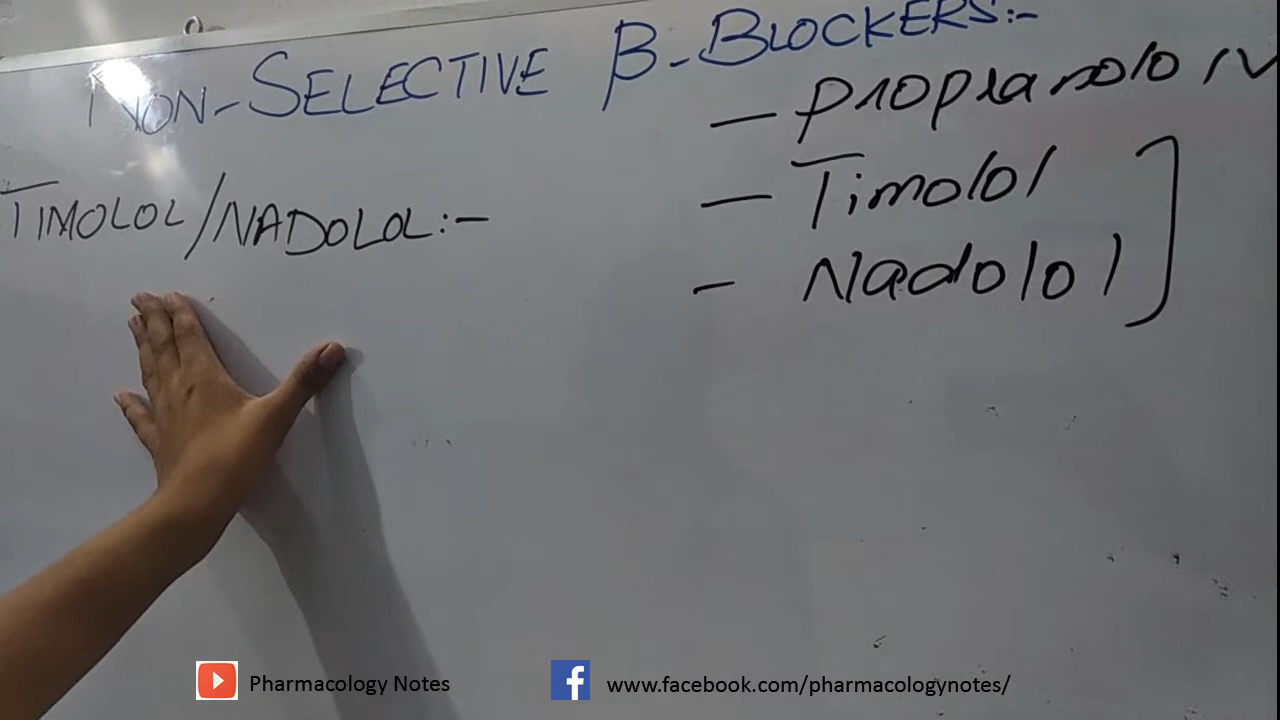 NON-SELECTIVE β-BLOCKERS:-
- Propranolol ✓
- Timolol
- Nadolol
TIMOLOL/NADOLOL:-
Pharmacology Notes
www.facebook.com/pharmacologynotes/